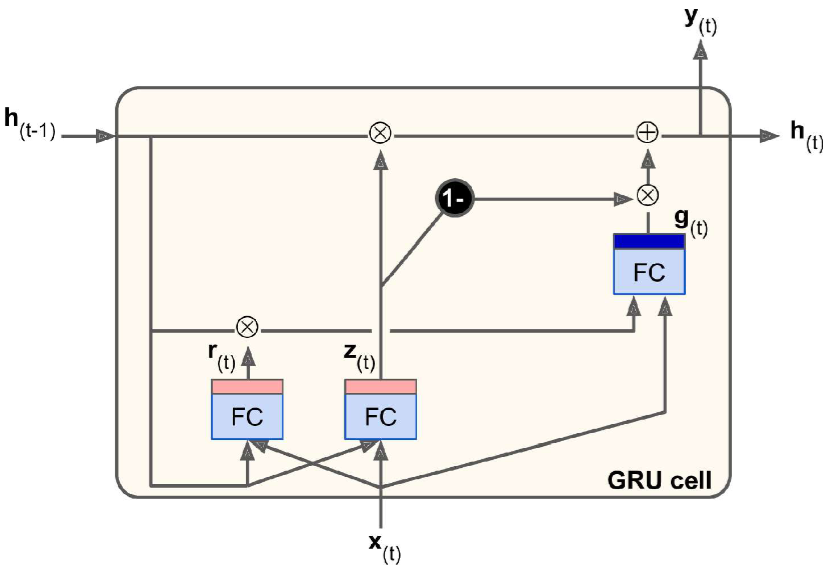 y(t)
h(t-1)
h(t)
1-
g(t)
FC
r(t)
z(t)
FC
FC
GRU cell
x(t)